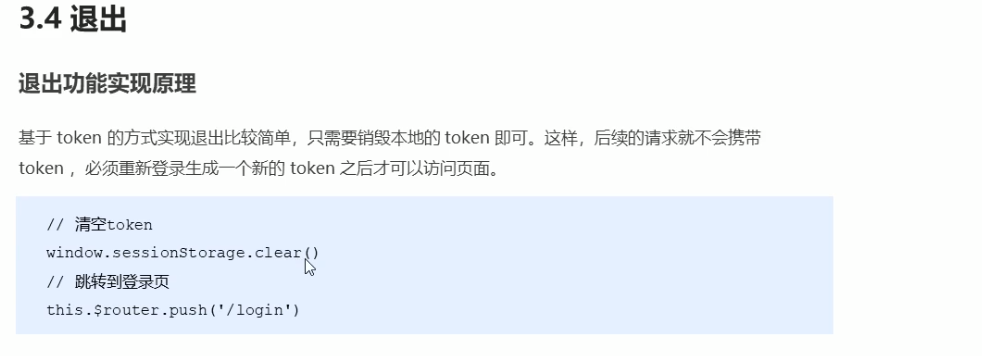 3.4 退出
退出功能实现原理
基于 token 的方式实现退出比较简单，只需要销毁本地的 token 即可。这样，后续的请求就不会携带
token ，必须重新登录生成一个新的 token 之后才可以访问页面。
// 清空token
window.sessionStorage.clear()
// 跳转到登录页
this.$router.push('/login')